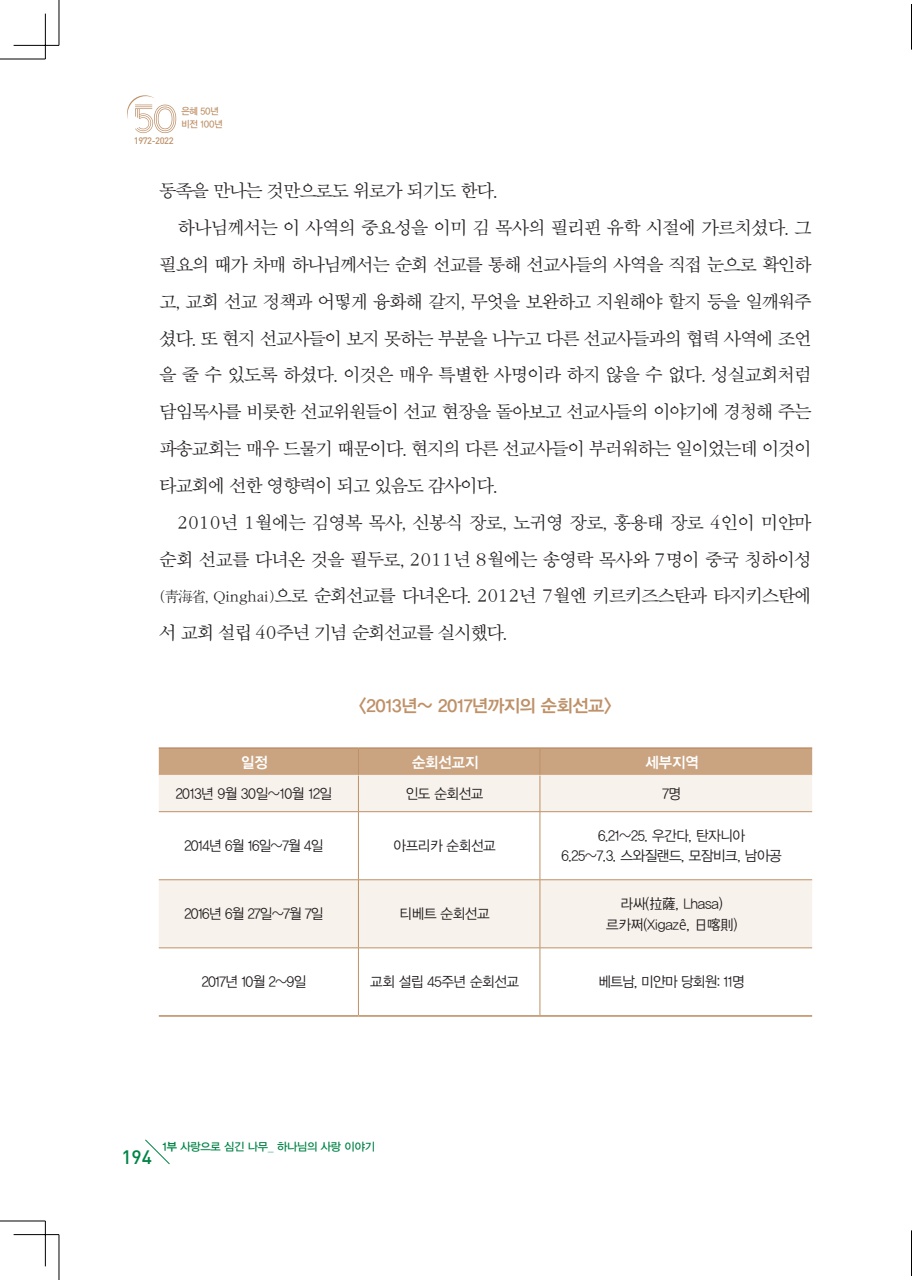 50 은혜 50년
비전 100년
1972-2022
동족을 만나는 것만으로도 위로가 되기도 한다.
하나님께서는 이 사역의 중요성을 이미 김 목사의 필리핀 유학 시절에 가르치셨다. 그
필요의 때가 차매 하나님께서는 순회 선교를 통해 선교사들의 사역을 직접 눈으로 확인하
고, 교회 선교 정책과 어떻게 융화해 갈지, 무엇을 보완하고 지원해야 할지 등을 일깨워주
셨다. 또 현지 선교사들이 보지 못하는 부분을 나누고 다른 선교사들과의 협력 사역에 조언
을 줄 수 있도록 하셨다. 이것은 매우 특별한 사명이라 하지 않을 수 없다. 성실교회처럼
담임목사를 비롯한 선교위원들이 선교 현장을 돌아보고 선교사들의 이야기에 경청해 주는
파송교회는 매우 드물기 때문이다. 현지의 다른 선교사들이 부러워하는 일이었는데 이것이
타교회에 선한 영향력이 되고 있음도 감사이다.
2010년 1월에는 김영복 목사, 신봉식 장로, 노귀영 장로, 홍용태 장로 4인이 미얀마
순회 선교를 다녀온 것을 필두로, 2011년 8월에는 송영락 목사와 7명이 중국 칭하이성
(靑海省, Qinghai)으로 순회선교를 다녀온다. 2012년 7월엔 키르키즈스탄과 타지키스탄에
서 교회 설립 40주년 기념 순회선교를 실시했다.
〈2013년~ 2017년까지의 순회선교〉
일정 순회선교지 세부지역
2013년 9월 30일~10월 12일 인도 순회선교 7명
2014년 6월 16일~7월 4일 아프리카 순회선교 6.21~25. 우간다, 탄자니아
6.25~7.3. 스와질랜드, 모잠비크, 남아공
2016년 6월 27일~7월 7일 티베트 순회선교 라싸(拉薩, Lhasa)
르카쩌(Xigazê, 日喀則)
2017년 10월 2~9일 교회 설립 45주년 순회선교 베트남, 미얀마 당회원: 11명
194 1부 사랑으로 심긴 나무_ 하나님의 사랑 이야기